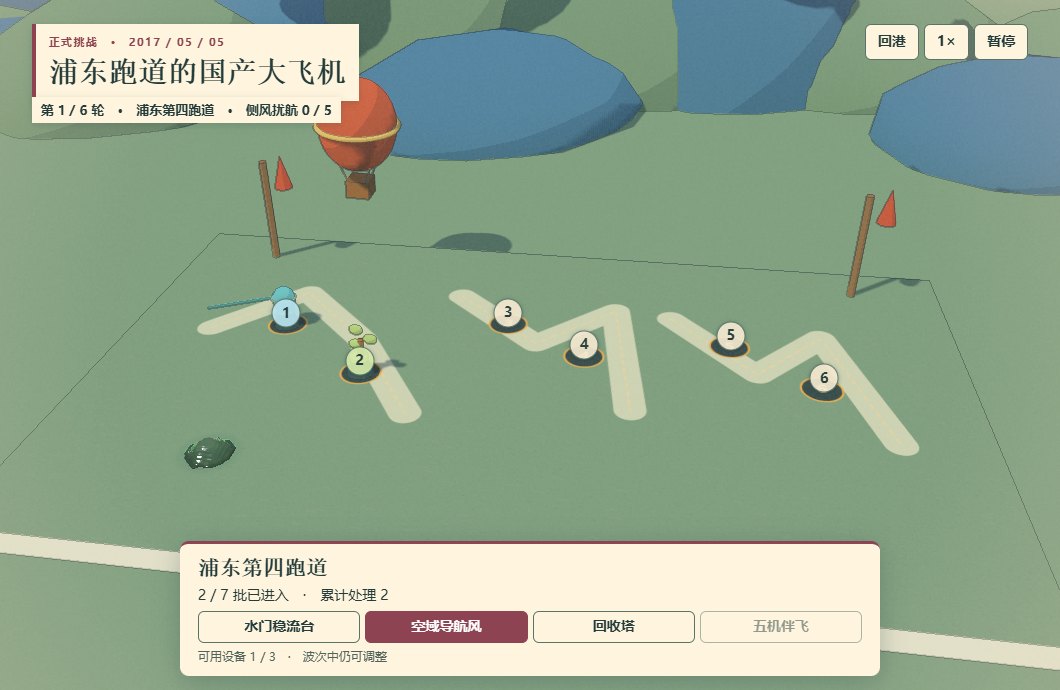 正式挑战 • 2017 / 05 / 05
浦东跑道的国产大飞机
第 1 / 6 轮 • 浦东第四跑道 • 侧风扰航 0 / 5
回港 1× 暂停
1
2
3
4
5
6
浦东第四跑道
2 / 7 批已进入 · 累计处理 2
水门稳流台 空域导航风 回收塔 五机伴飞
可用设备 1 / 3 · 波次中仍可调整